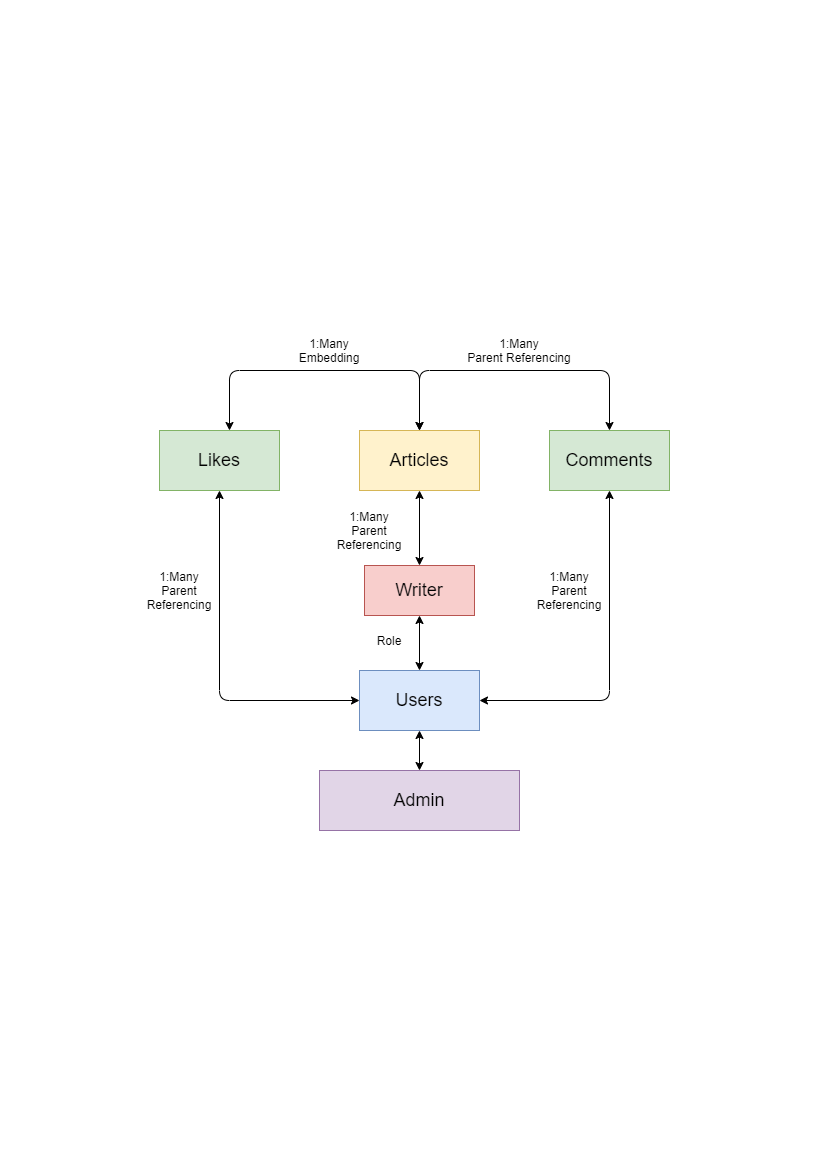 1:Many
Embedding
1:Many
Parent Referencing
Likes
Articles
Comments
1:Many
Parent
Referencing
1:Many
Parent
Referencing
1:Many
Parent
Referencing
Writer
Role
Users
Admin